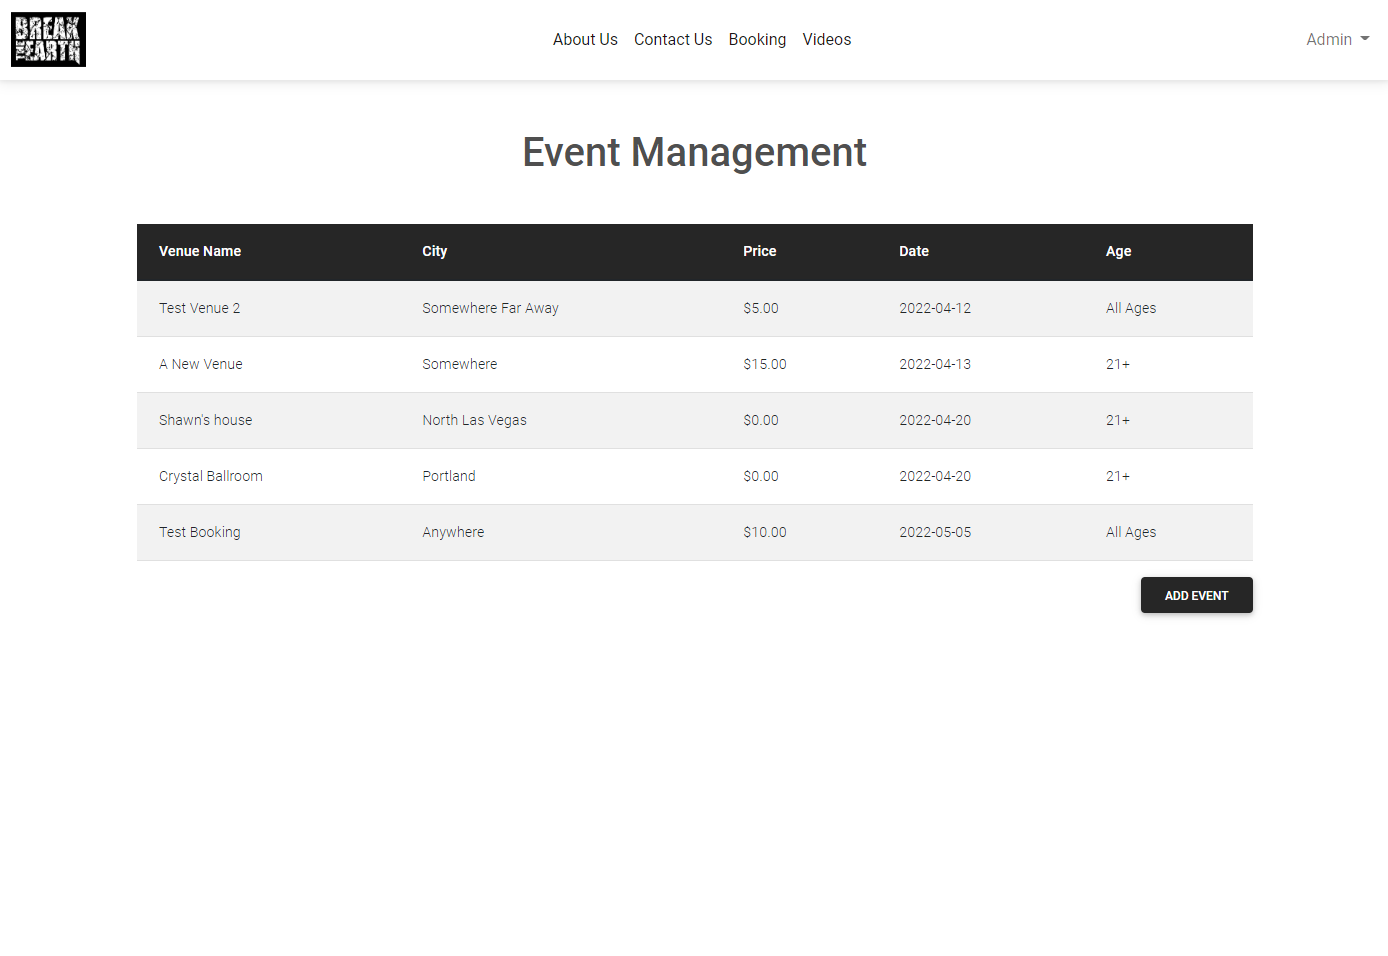 BREAK
THE EARTH
About Us Contact Us Booking Videos
Admin
Event Management
Venue Name City Price Date Age
Test Venue 2 Somewhere Far Away $5.00 2022-04-12 All Ages
A New Venue Somewhere $15.00 2022-04-13 21+
Shawn's house North Las Vegas $0.00 2022-04-20 21+
Crystal Ballroom Portland $0.00 2022-04-20 21+
Test Booking Anywhere $10.00 2022-05-05 All Ages
ADD EVENT